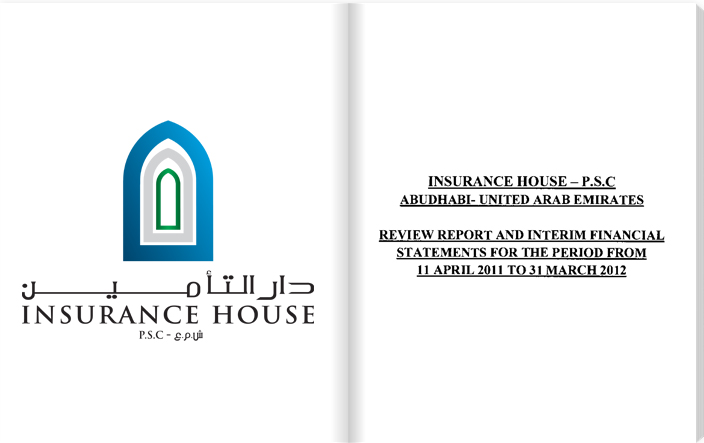 دار التأميـــــــن
INSURANCE HOUSE
P.S.C - ش.م.ع
INSURANCE HOUSE – P.S.C
ABUDHABI- UNITED ARAB EMIRATES
REVIEW REPORT AND INTERIM FINANCIAL
STATEMENTS FOR THE PERIOD FROM
11 APRIL 2011 TO 31 MARCH 2012